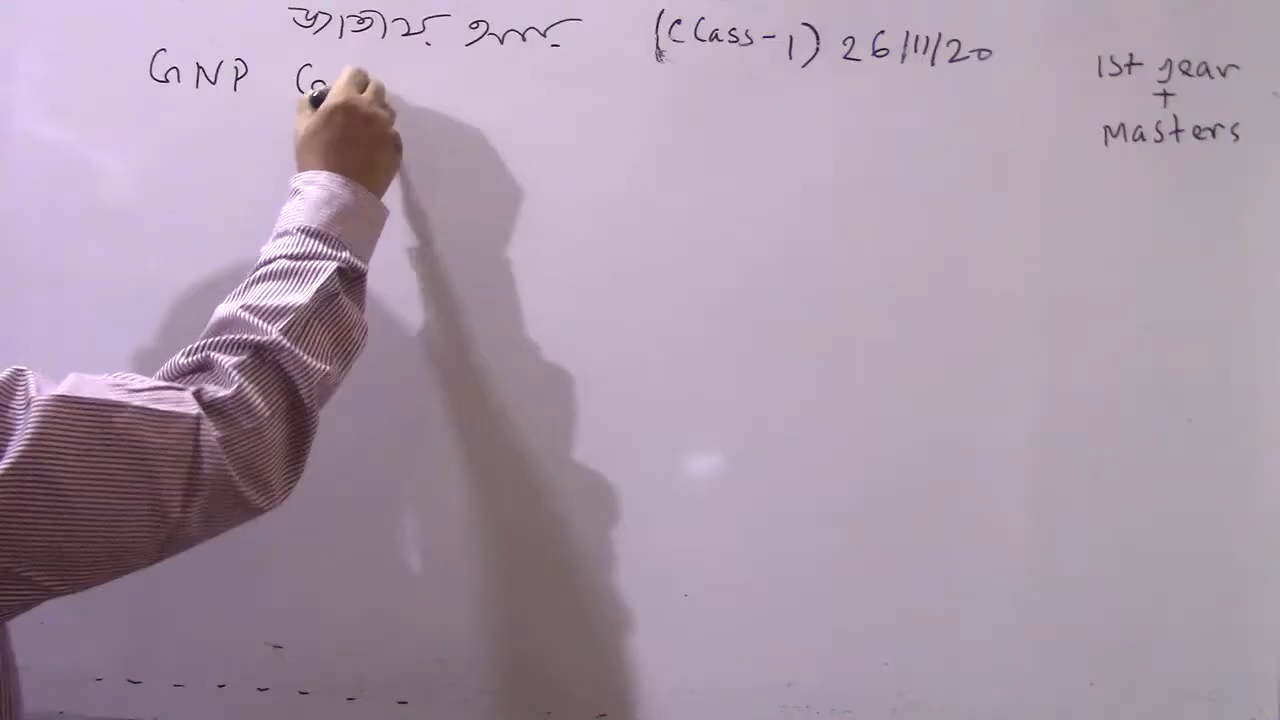 জাতীয় আয় (Class-1) 26/11/20
GNP G
1st year
+
Masters